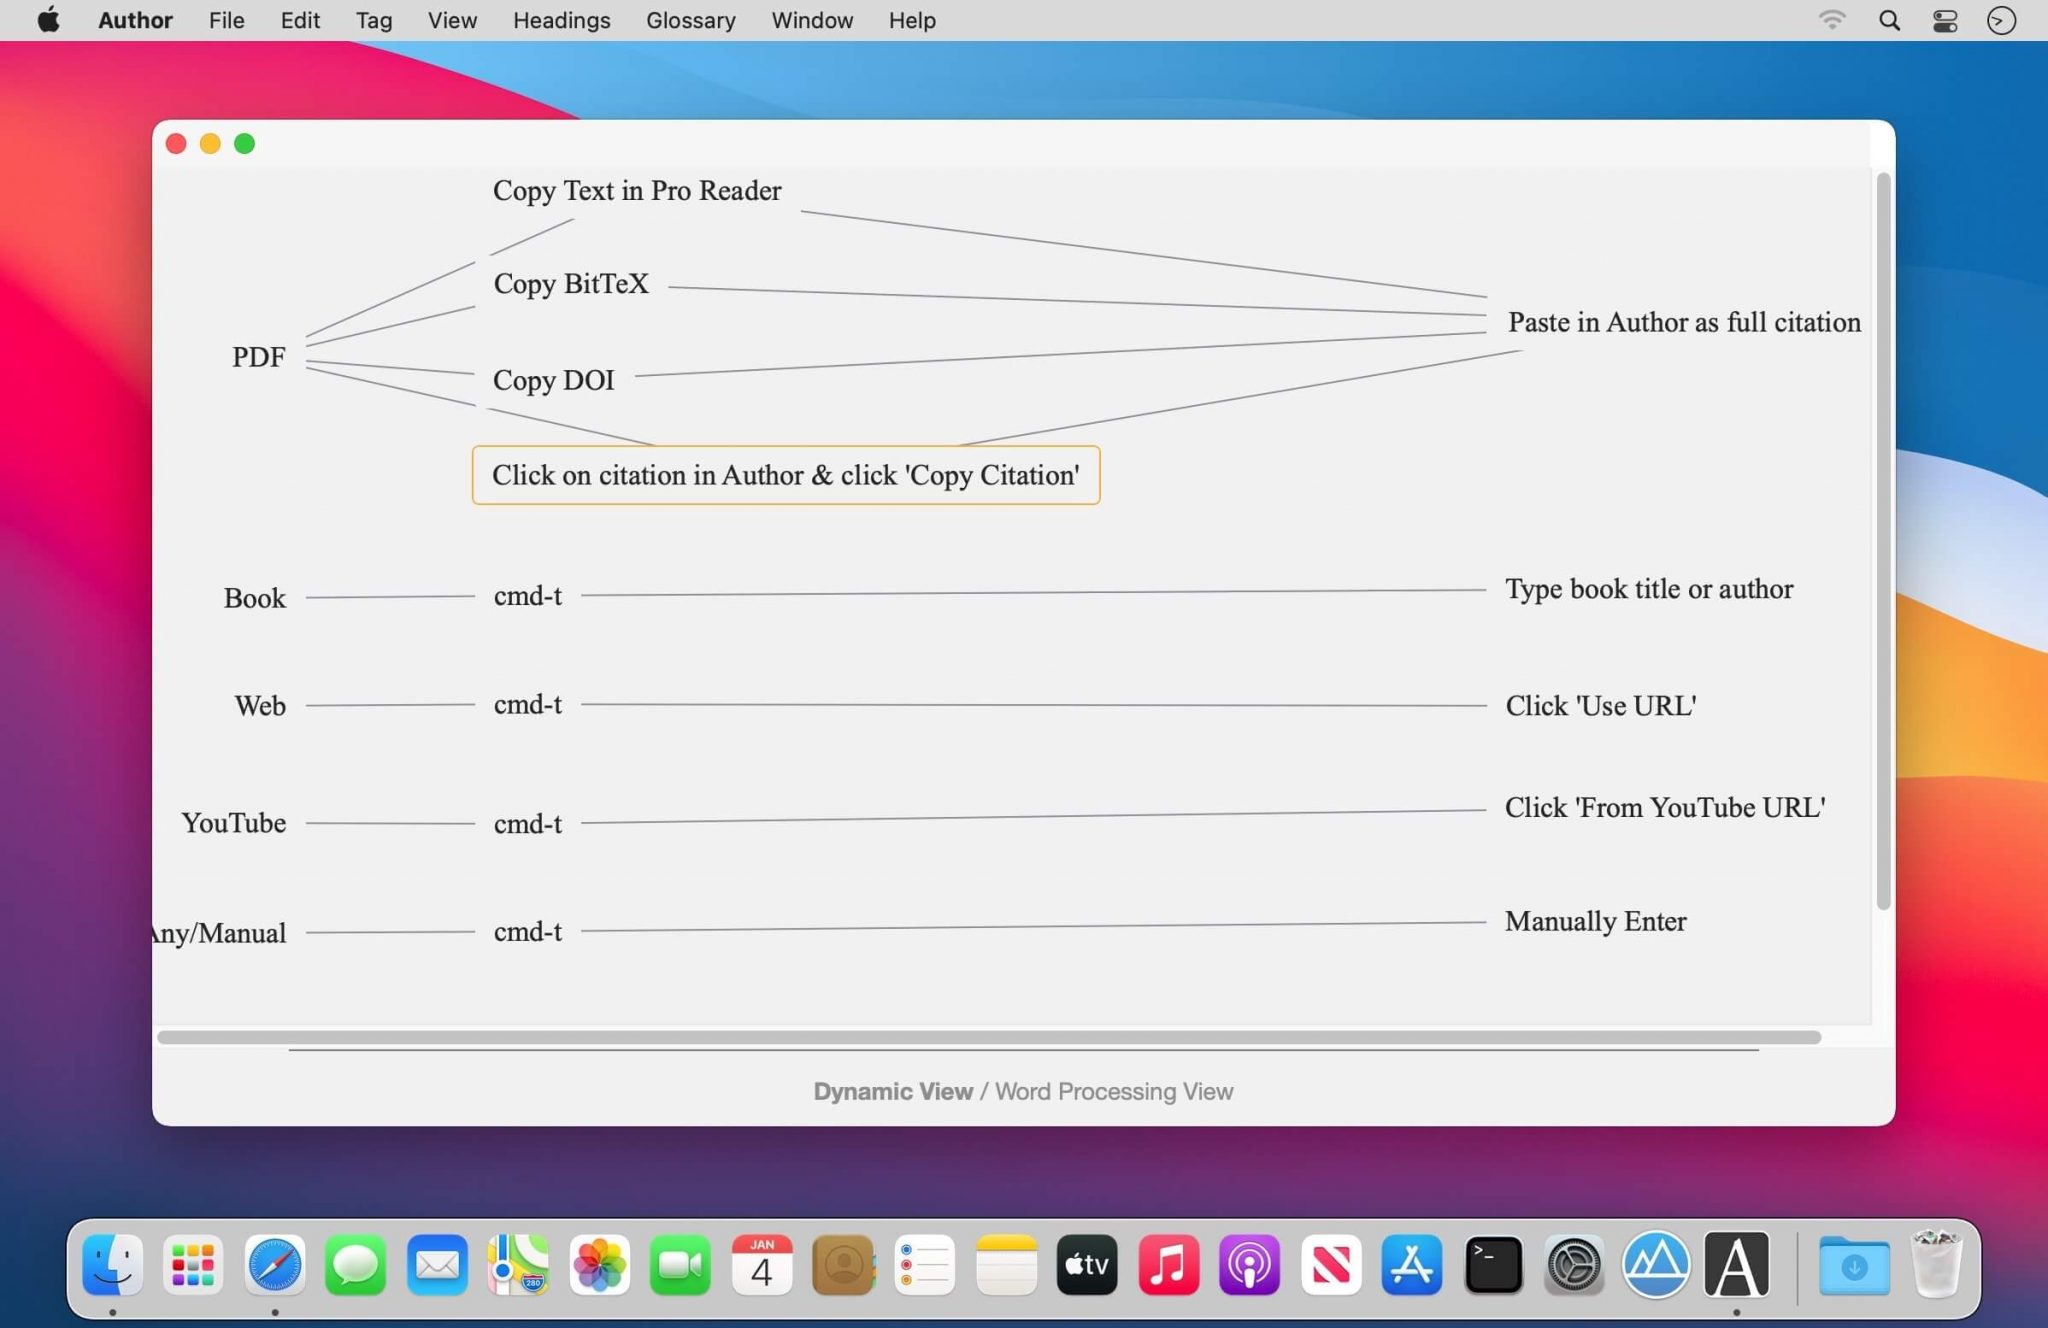 Author File Edit Tag View Headings Glossary Window Help
Copy Text in Pro Reader
Copy BitTeX
Paste in Author as full citation
PDF
Copy DOI
Click on citation in Author & click 'Copy Citation'
Book cmd-t Type book title or author
Web cmd-t Click 'Use URL'
YouTube cmd-t Click 'From YouTube URL'
Any/Manual cmd-t Manually Enter
Dynamic View / Word Processing View
280
JAN
4
tv
>_
A